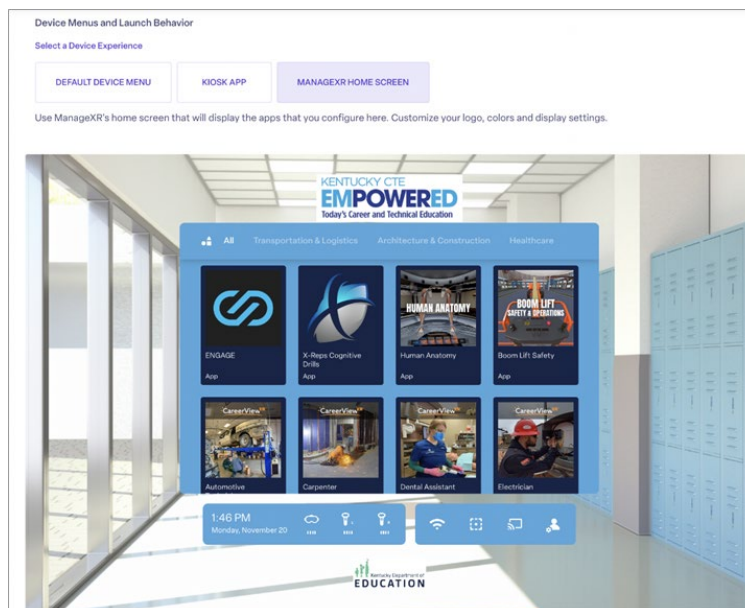 Device Menus and Launch Behavior
Select a Device Experience
DEFAULT DEVICE MENU
KIOSK APP
MANAGEXR HOME SCREEN
Use ManageXR's home screen that will display the apps that you configure here. Customize your logo, colors and display settings.
KENTUCKY CTE
EMPOWERED
Today's Career and Technical Education
All
Transportation & Logistics
Architecture & Construction
Healthcare
HUMAN ANATOMY
BOOM LIFT
SAFETY & OPERATIONS
ENGAGE
X-Reps Cognitive
Drills
Human Anatomy
Boom Lift Safety
App
App
App
App
CareerView
CareerView
CareerView
CareerView
Automotive
Carpenter
Dental Assistant
Electrician
1:46 PM
Monday, November 20
Kentucky Department of
EDUCATION